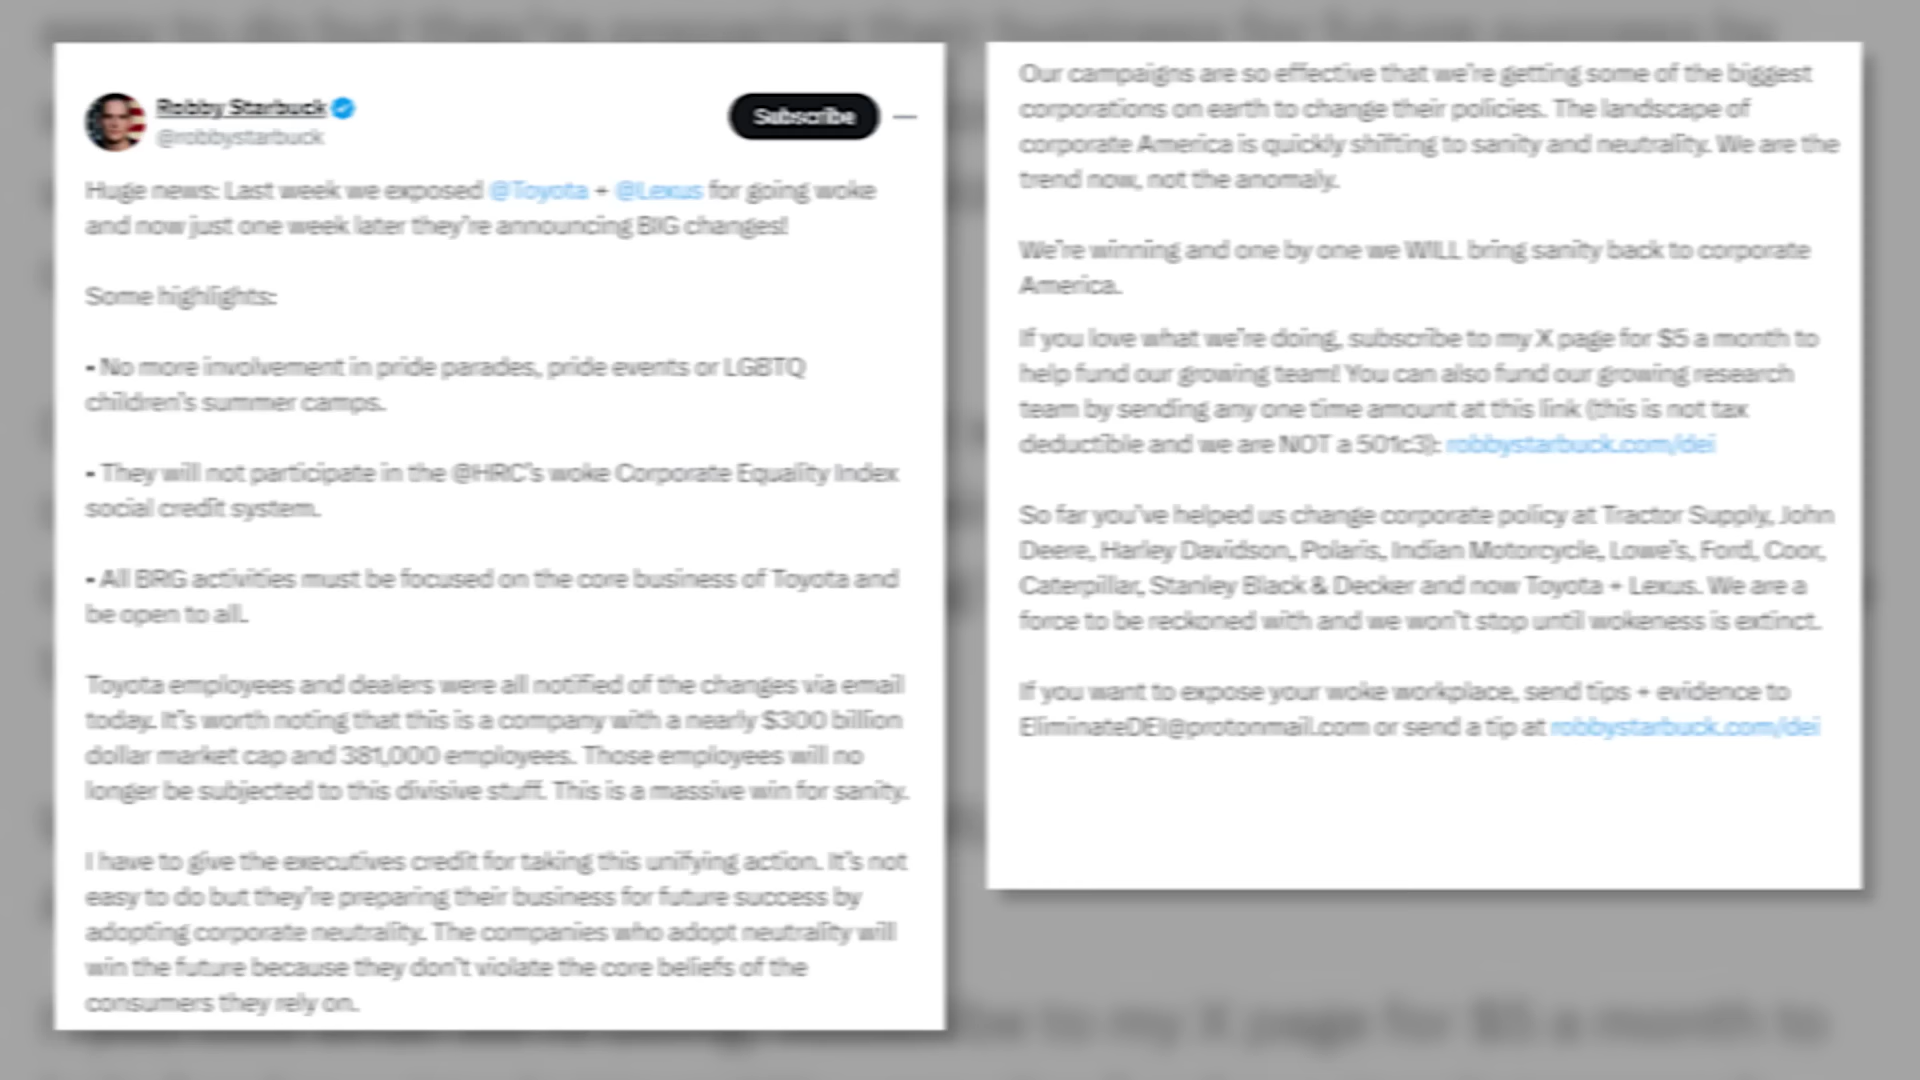 Robby Starbuck
@robbystarbuck
Subscribe
Huge news: Last week we exposed @Toyota + @Lexus for going woke
and now just one week later they're announcing BIG changes!
Some highlights:
- No more involvement in pride parades, pride events or LGBTQ
children's summer camps.
- They will not participate in the @HRC's woke Corporate Equality Index
social credit system.
- All BRG activities must be focused on the core business of Toyota and
be open to all.
Toyota employees and dealers were all notified of the changes via email
today. It's worth noting that this is a company with a nearly $300 billion
dollar market cap and 381,000 employees. Those employees will no
longer be subjected to this divisive stuff. This is a massive win for sanity.
I have to give the executives credit for taking this unifying action. It's not
easy to do but they're preparing their business for future success by
adopting corporate neutrality. The companies who adopt neutrality will
win the future because they don't violate the core beliefs of the
consumers they rely on.
Our campaigns are so effective that we're getting some of the biggest
corporations on earth to change their policies. The landscape of
corporate America is quickly shifting to sanity and neutrality. We are the
trend now, not the anomaly.
We're winning and one by one we WILL bring sanity back to corporate
America.
If you love what we're doing, subscribe to my X page for $5 a month to
help fund our growing team! You can also fund our growing research
team by sending any one time amount at this link (this is not tax
deductible and we are NOT a 501c3): robbystarbuck.com/dei
So far you've helped us change corporate policy at Tractor Supply, John
Deere, Harley Davidson, Polaris, Indian Motorcycle, Lowe's, Ford, Coor,
Caterpillar, Stanley Black & Decker and now Toyota + Lexus. We are a
force to be reckoned with and we won't stop until wokeness is extinct.
If you want to expose your woke workplace, send tips + evidence to
EliminateDEI@protonmail.com or send a tip at robbystarbuck.com/dei